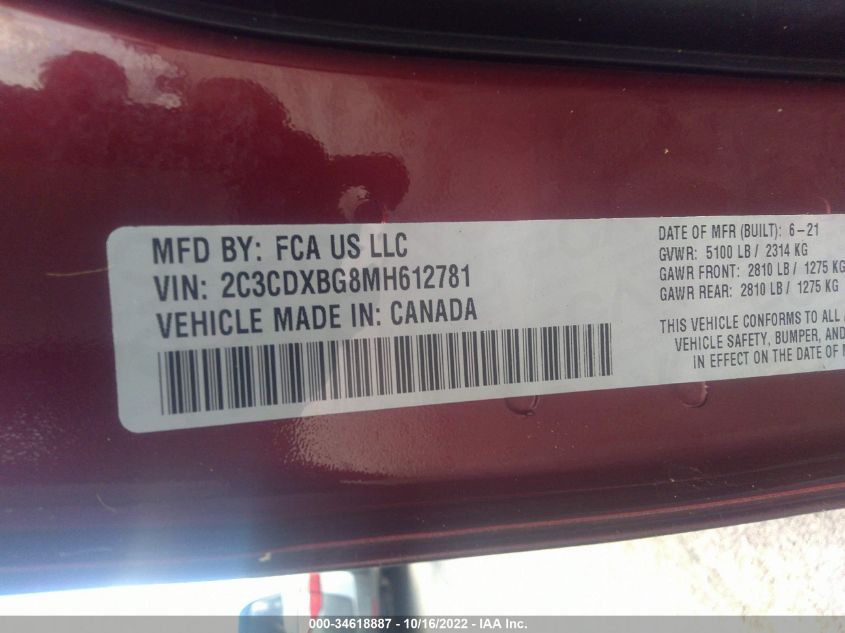 MFD BY: FCA US LLC
VIN: 2C3CDXBG8MH612781
VEHICLE MADE IN: CANADA
DATE OF MFR (BUILT): 6-21
GVWR: 5100 LB / 2314 KG
GAWR FRONT: 2810 LB / 1275 KG
GAWR REAR: 2810 LB / 1275 KG
THIS VEHICLE CONFORMS TO ALL
VEHICLE SAFETY, BUMPER, AND
IN EFFECT ON THE DATE OF
000-34618887 - 10/16/2022 - IAA Inc.